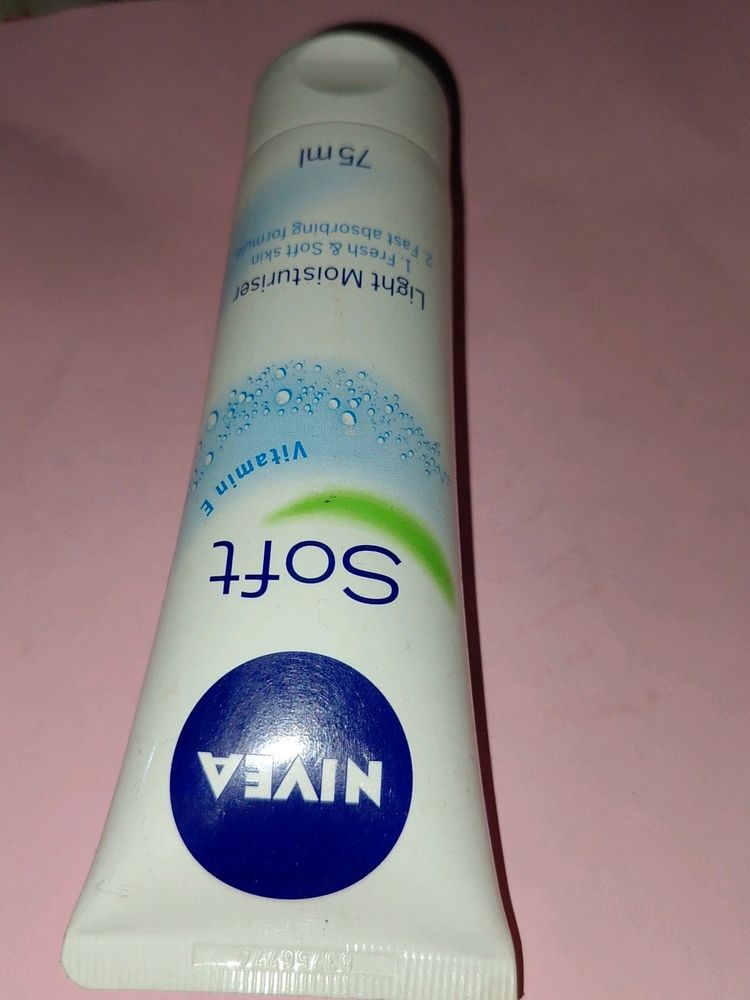 NIVEA
Soft
Vitamin E
Light Moisturiser
1. Fresh & Soft skin
2. Fast absorbing formula
75 ml